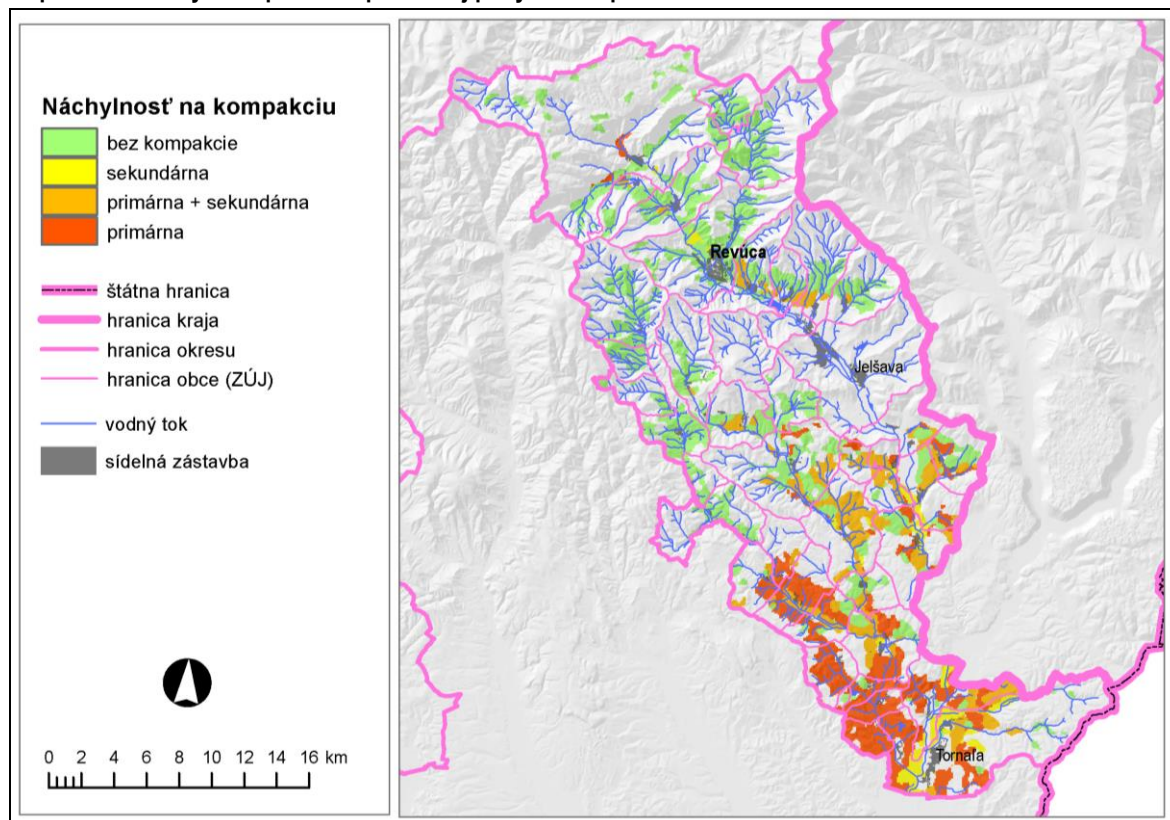 Náchylnosť na kompakciu
bez kompakcie
sekundárna
primárna + sekundárna
primárna
štátna hranica
hranica kraja
hranica okresu
hranica obce (ZÚJ)
vodný tok
sídelná zástavba
0 2 4 6 8 10 12 14 16 km
Revúca
Jelšava
Tornaľa